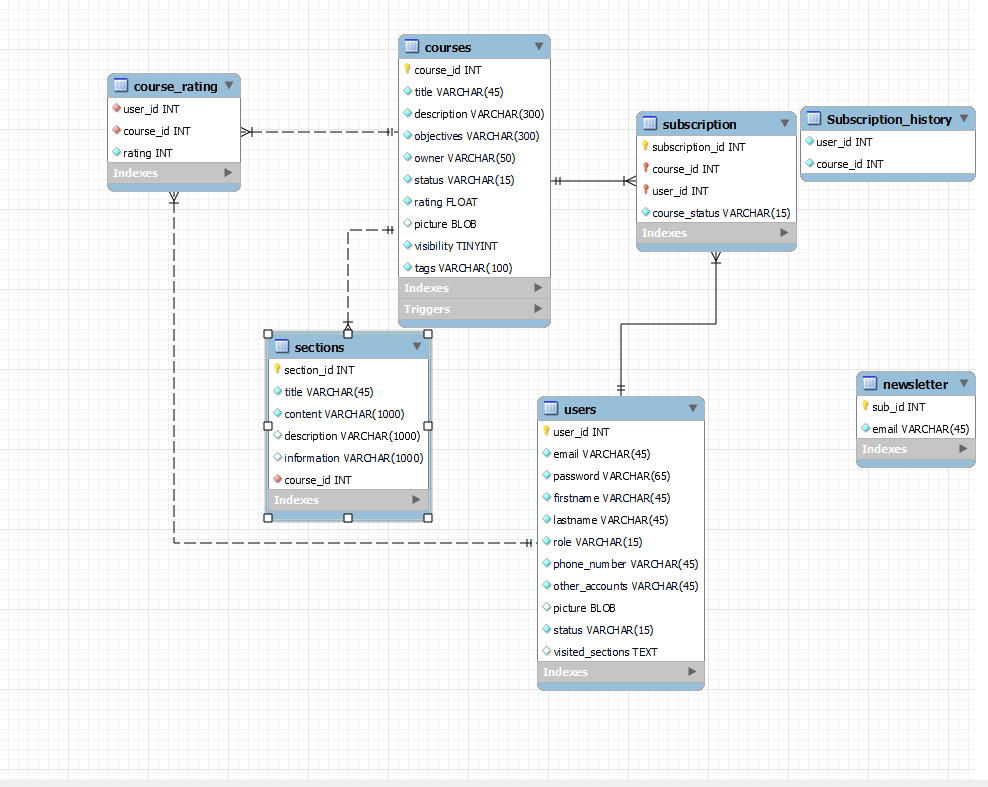 courses
course_id INT
title VARCHAR(45)
description VARCHAR(300)
objectives VARCHAR(300)
owner VARCHAR(50)
status VARCHAR(15)
rating FLOAT
picture BLOB
visibility TINYINT
tags VARCHAR(100)
Indexes
Triggers
course_rating
user_id INT
course_id INT
rating INT
Indexes
subscription
subscription_id INT
course_id INT
user_id INT
course_status VARCHAR(15)
Indexes
Subscription_history
user_id INT
course_id INT
sections
section_id INT
title VARCHAR(45)
content VARCHAR(1000)
description VARCHAR(1000)
information VARCHAR(1000)
course_id INT
Indexes
users
user_id INT
email VARCHAR(45)
password VARCHAR(65)
firstname VARCHAR(45)
lastname VARCHAR(45)
role VARCHAR(15)
phone_number VARCHAR(45)
other_accounts VARCHAR(45)
picture BLOB
status VARCHAR(15)
visited_sections TEXT
Indexes
newsletter
sub_id INT
email VARCHAR(45)
Indexes